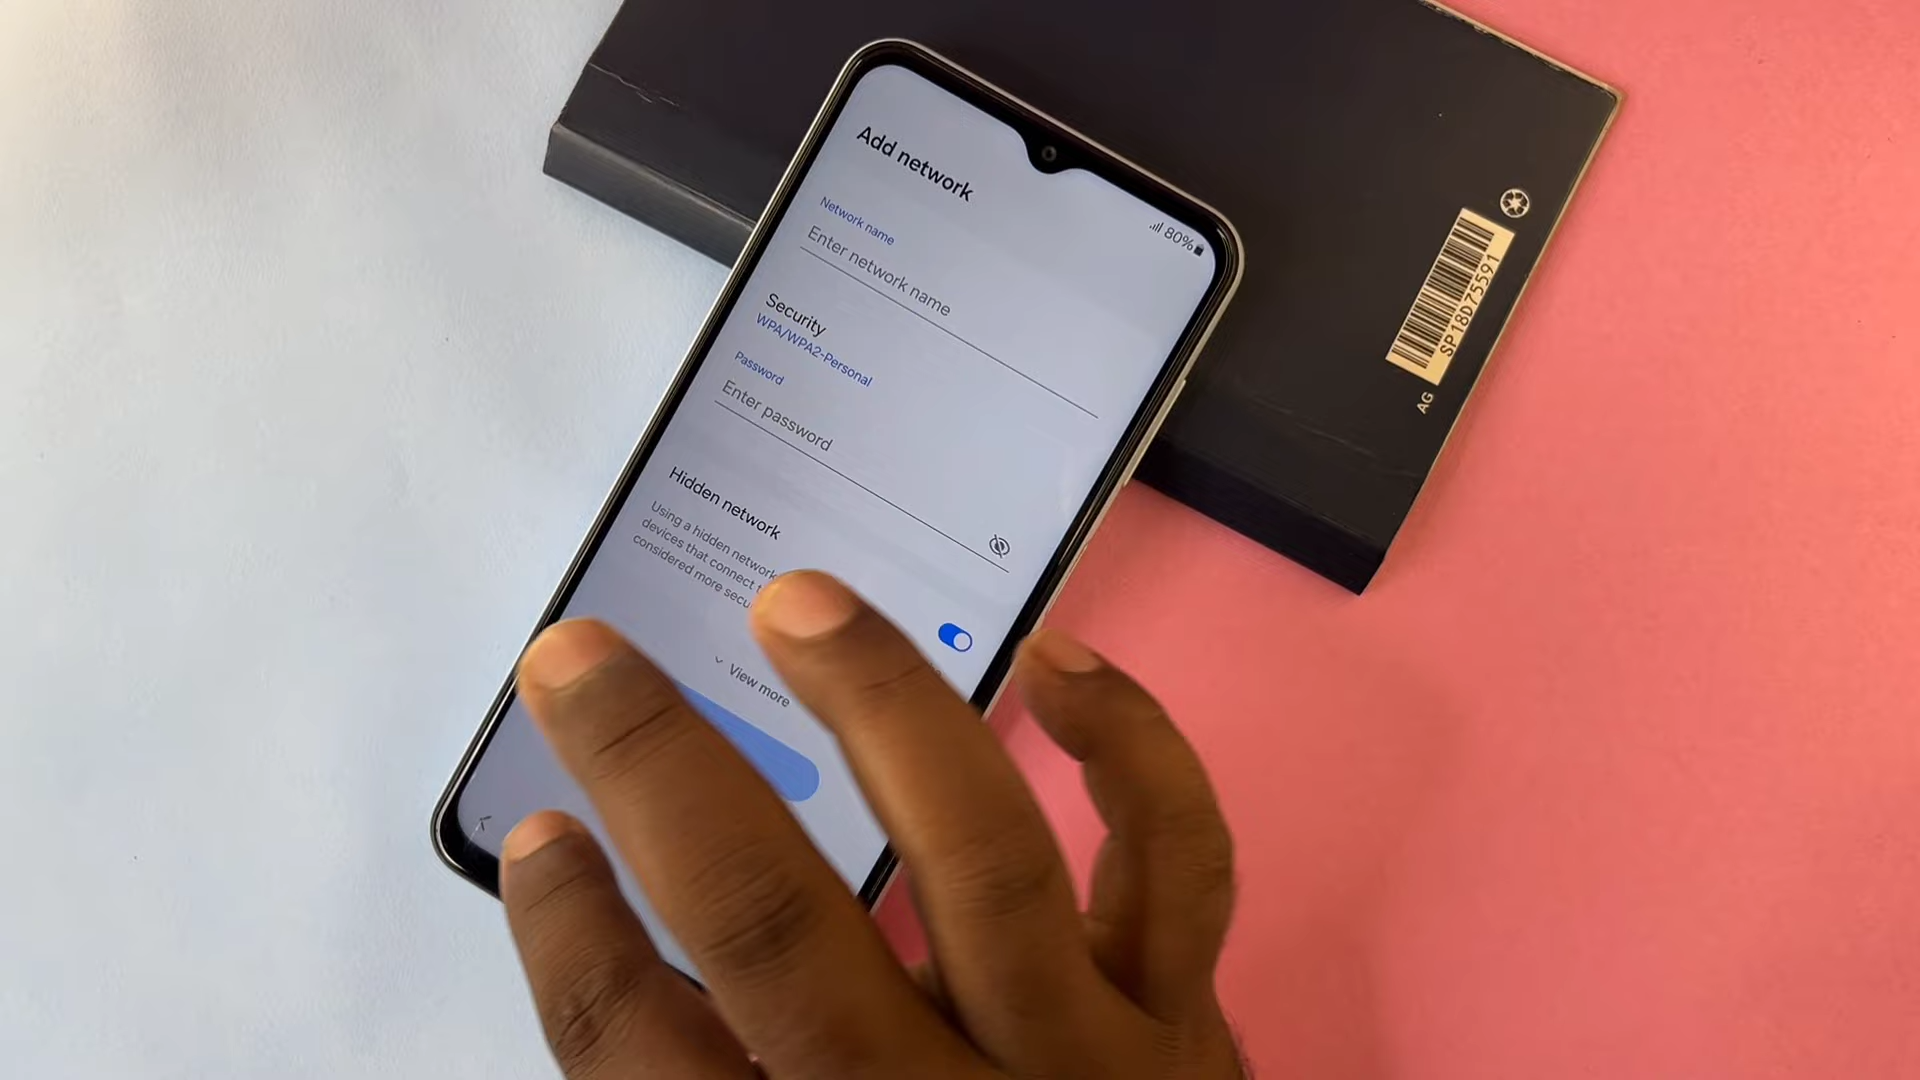 Add network
80%
Network name
Enter network name
Security
WPA/WPA2-Personal
Password
Enter password
Hidden network
Using a hidden network
devices that connect
considered more
View more
SP18D75591
AG